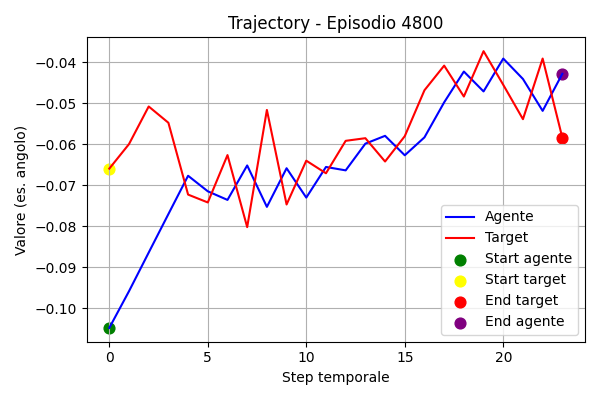 Trajectory - Episodio 4800
Valore (es. angolo)
−0.04
−0.05
−0.06
−0.07
−0.08
−0.09
−0.10
0
5
10
15
20
Step temporale
Agente
Target
Start agente
Start target
End target
End agente